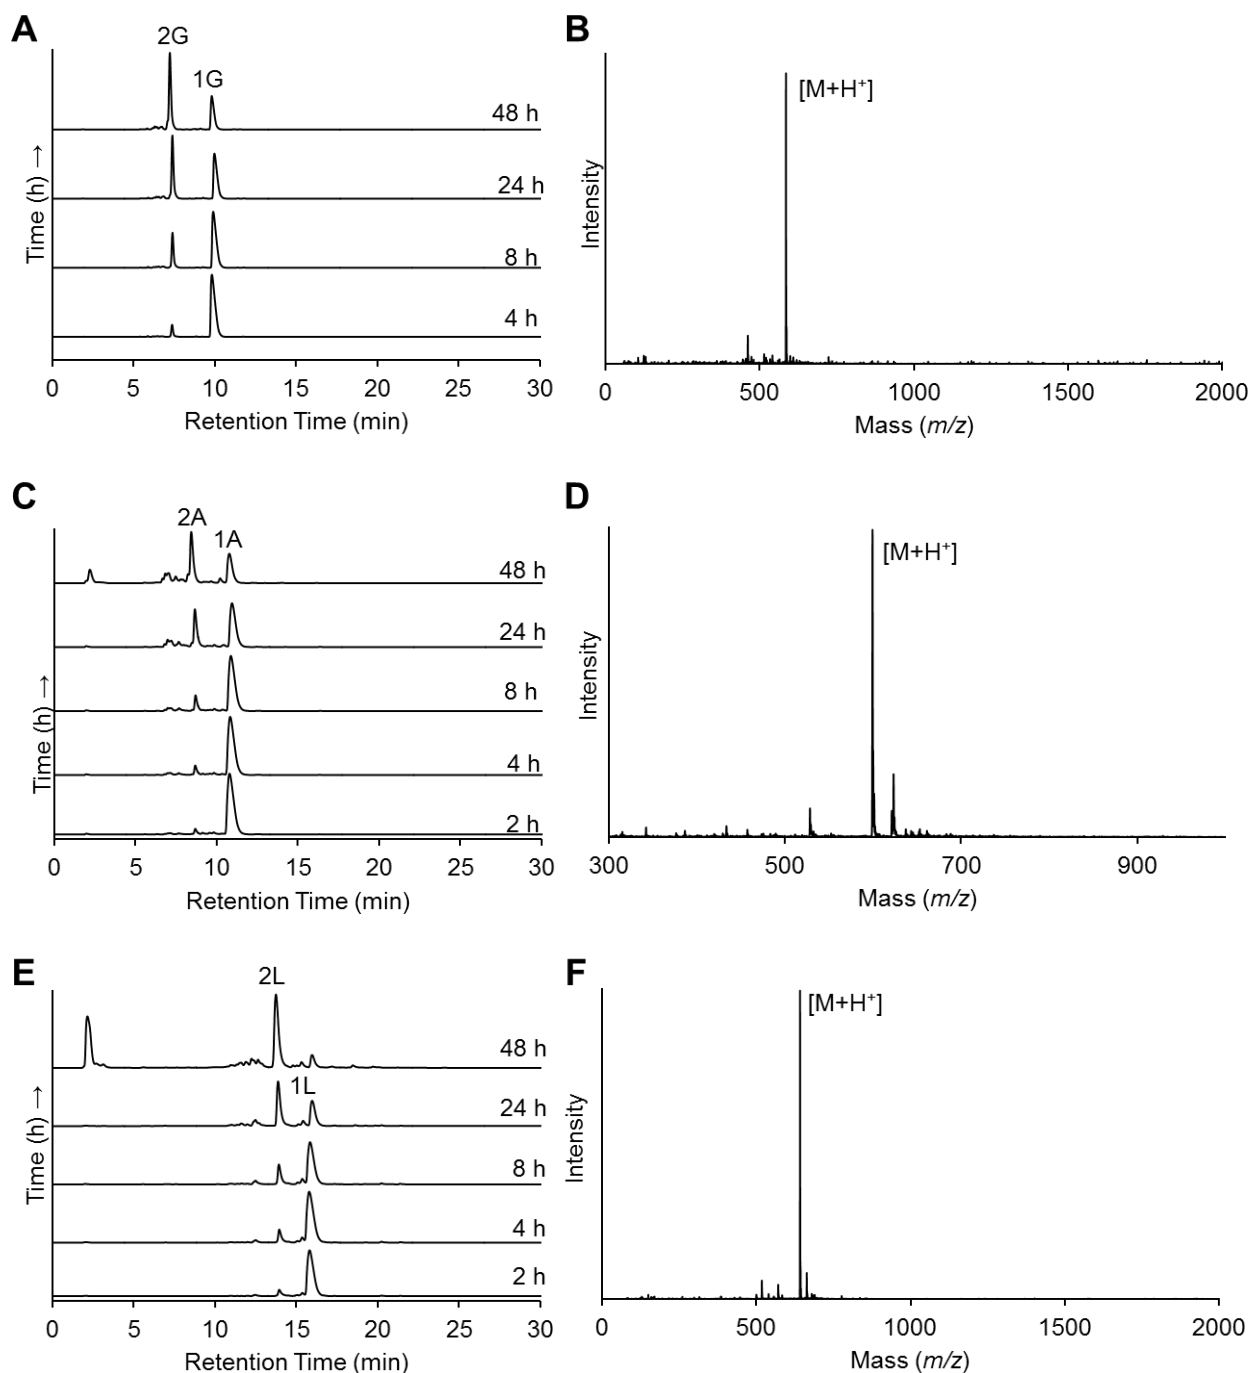 A
2G
1G
48 h
24 h
8 h
4 h
Time (h) →
0 5 10 15 20 25 30
Retention Time (min)
B
[M+H⁺]
Intensity
0 500 1000 1500 2000
Mass (m/z)
C
2A
1A
48 h
24 h
8 h
4 h
2 h
Time (h) →
0 5 10 15 20 25 30
Retention Time (min)
D
[M+H⁺]
Intensity
300 500 700 900
Mass (m/z)
E
2L
48 h
1L
24 h
8 h
4 h
2 h
Time (h) →
0 5 10 15 20 25 30
Retention Time (min)
F
[M+H⁺]
Intensity
0 500 1000 1500 2000
Mass (m/z)